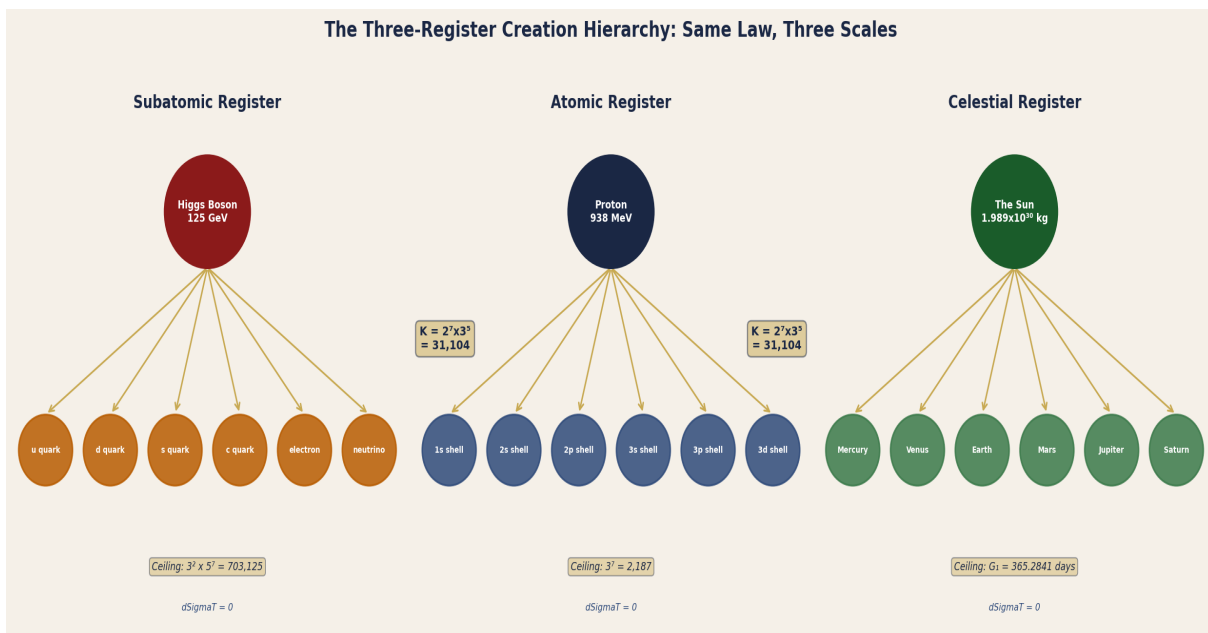 The Three-Register Creation Hierarchy: Same Law, Three Scales
Subatomic Register
Atomic Register
Celestial Register
Higgs Boson
125 GeV
Proton
938 MeV
The Sun
1.989x10³⁰ kg
K = 2⁷x3⁵
= 31,104
K = 2⁷x3⁵
= 31,104
u quark
d quark
s quark
c quark
electron
neutrino
1s shell
2s shell
2p shell
3s shell
3p shell
3d shell
Mercury
Venus
Earth
Mars
Jupiter
Saturn
Ceiling: 3² x 5⁷ = 703,125
Ceiling: 3⁷ = 2,187
Ceiling: G₁ = 365.2841 days
dSigmaT = 0
dSigmaT = 0
dSigmaT = 0